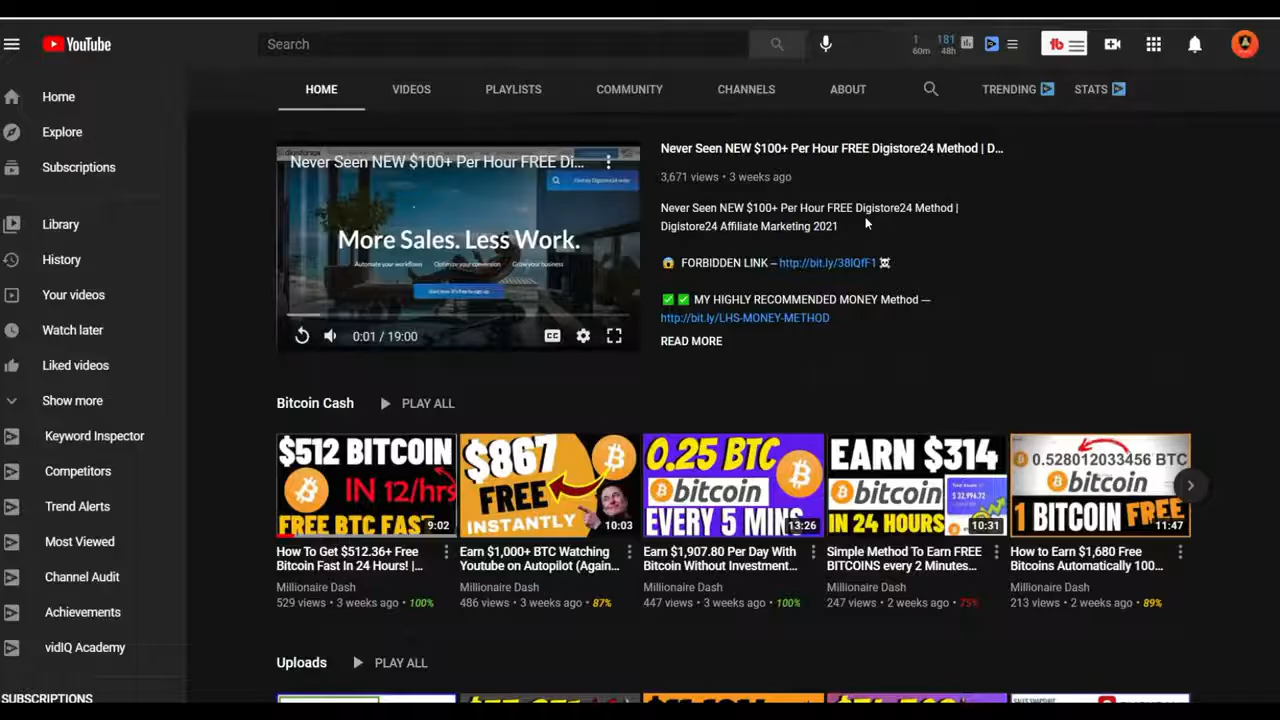 YouTube
Search
1
60m
181
48h
HOME
VIDEOS
PLAYLISTS
COMMUNITY
CHANNELS
ABOUT
TRENDING
STATS
Home
Explore
Subscriptions
Library
History
Your videos
Watch later
Liked videos
Show more
Keyword Inspector
Competitors
Trend Alerts
Most Viewed
Channel Audit
Achievements
vidIQ Academy
SUBSCRIPTIONS
Never Seen NEW $100+ Per Hour FREE Di...
More Sales. Less Work.
Automate your workflows Optimize your conversion Grow your business
0:01 / 19:00
Never Seen NEW $100+ Per Hour FREE Digistore24 Method | D...
3,671 views • 3 weeks ago
Never Seen NEW $100+ Per Hour FREE Digistore24 Method |
Digistore24 Affiliate Marketing 2021
FORBIDDEN LINK – http://bit.ly/38lQfF1
MY HIGHLY RECOMMENDED MONEY Method —
http://bit.ly/LHS-MONEY-METHOD
READ MORE
Bitcoin Cash
PLAY ALL
$512 BITCOIN
IN 12/hrs
FREE BTC FAST
9:02
How To Get $512.36+ Free
Bitcoin Fast In 24 Hours! |...
Millionaire Dash
529 views • 3 weeks ago • 100%
$867
FREE
INSTANTLY
10:03
Earn $1,000+ BTC Watching
Youtube on Autopilot (Again...
Millionaire Dash
486 views • 3 weeks ago • 87%
0.25 BTC
bitcoin
EVERY 5 MINS
13:26
Earn $1,907.80 Per Day With
Bitcoin Without Investment...
Millionaire Dash
447 views • 3 weeks ago • 100%
EARN $314
bitcoin
IN 24 HOURS
10:31
Simple Method To Earn FREE
BITCOINS every 2 Minutes...
Millionaire Dash
247 views • 2 weeks ago • 75%
0.528012033456 BTC
bitcoin
1 BITCOIN FREE
11:47
How to Earn $1,680 Free
Bitcoins Automatically 100...
Millionaire Dash
213 views • 2 weeks ago • 89%
Uploads
PLAY ALL